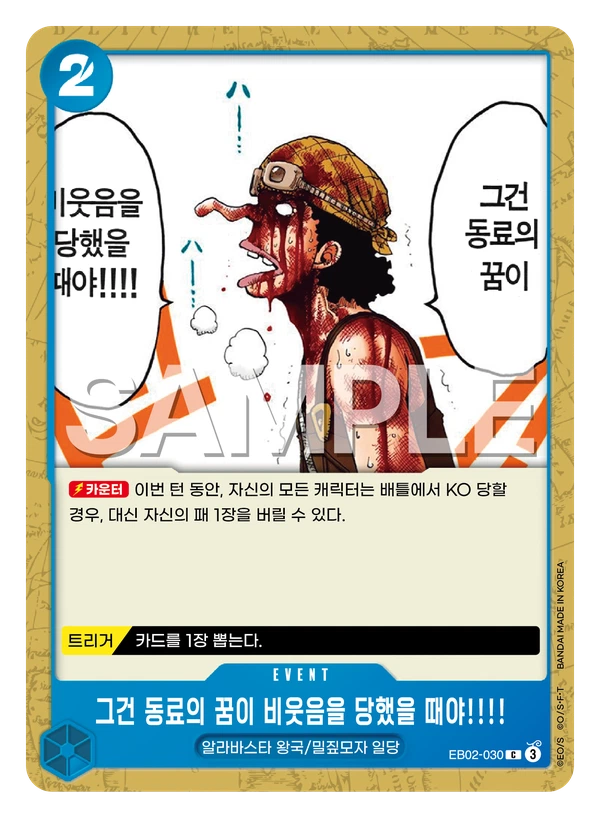 2
그건
동료의
꿈이
비웃음을
당했을
때야!!!!
ハ
ハ
SAMPLE
카운터 이번 턴 동안, 자신의 모든 캐릭터는 배틀에서 KO 당할
경우, 대신 자신의 패 1장을 버릴 수 있다.
트리거 카드를 1장 뽑는다.
EVENT
그건 동료의 꿈이 비웃음을 당했을 때야!!!!
알라바스타 왕국/밀짚모자 일당
EB02-030 C 3
©EO/S ©O/S·F·T BANDAI MADE IN KOREA